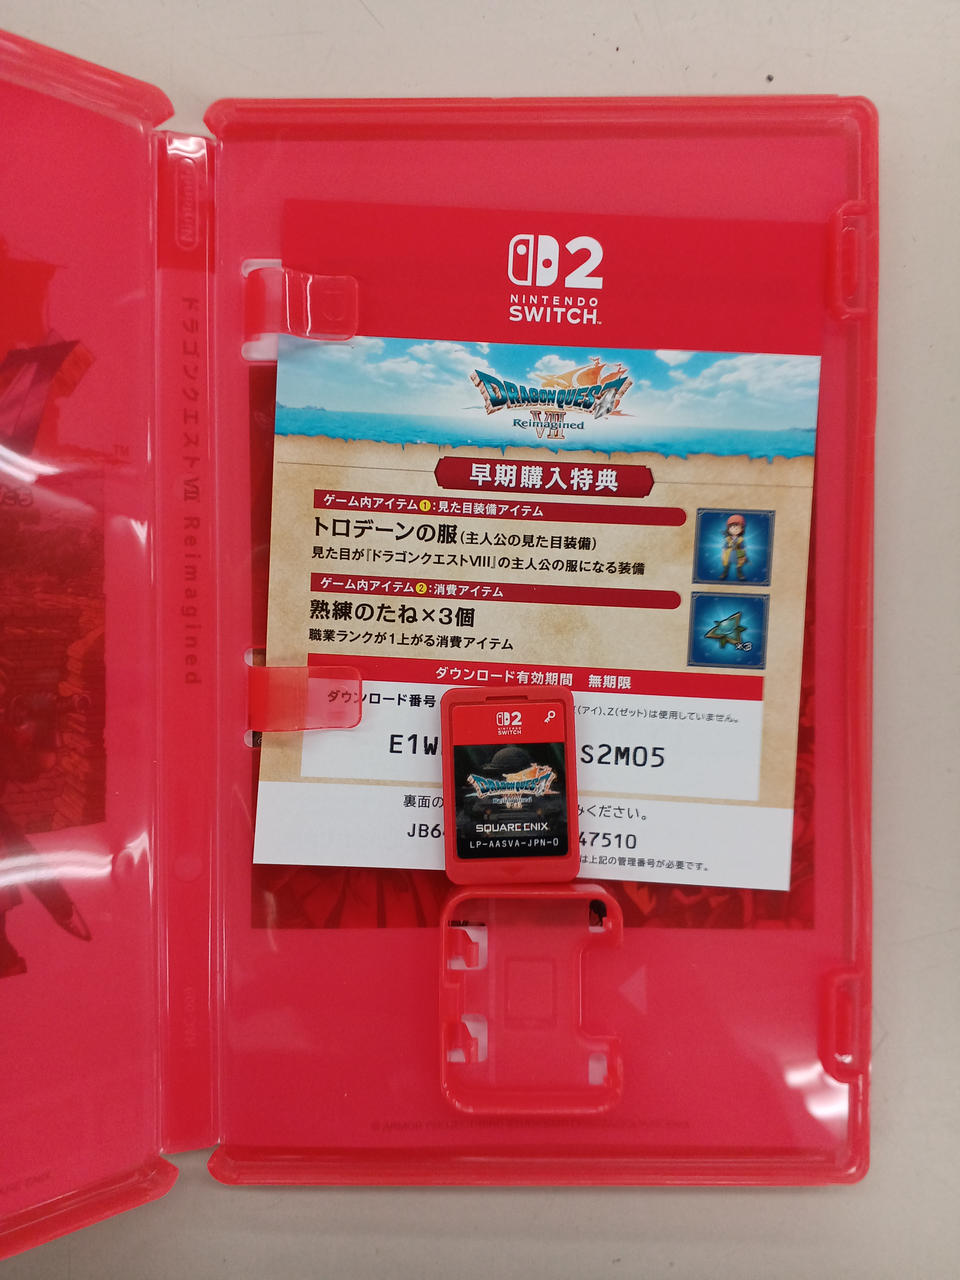 2
NINTENDO
SWITCH™
DRAGON QUEST
VII
Reimagined
早期購入特典
ゲーム内アイテム①:見た目装備アイテム
トロデーンの服(主人公の見た目装備)
見た目が『ドラゴンクエストⅧ』の主人公の服になる装備
ゲーム内アイテム②:消費アイテム
熟練のたね×3個
職業ランクが1上がる消費アイテム
×3
ダウンロード有効期間 無期限
ダウンロード番号
(アイ)、Z(ゼット)は使用していません。
E1W
S2M05
裏面の
みください。
JB6
47510
は上記の管理番号が必要です。
2
NINTENDO
SWITCH
DRAGON QUEST
VII
Reimagined
SQUARE ENIX
LP-AASVA-JPN-0
ドラゴンクエストⅦ Reimagined
TM